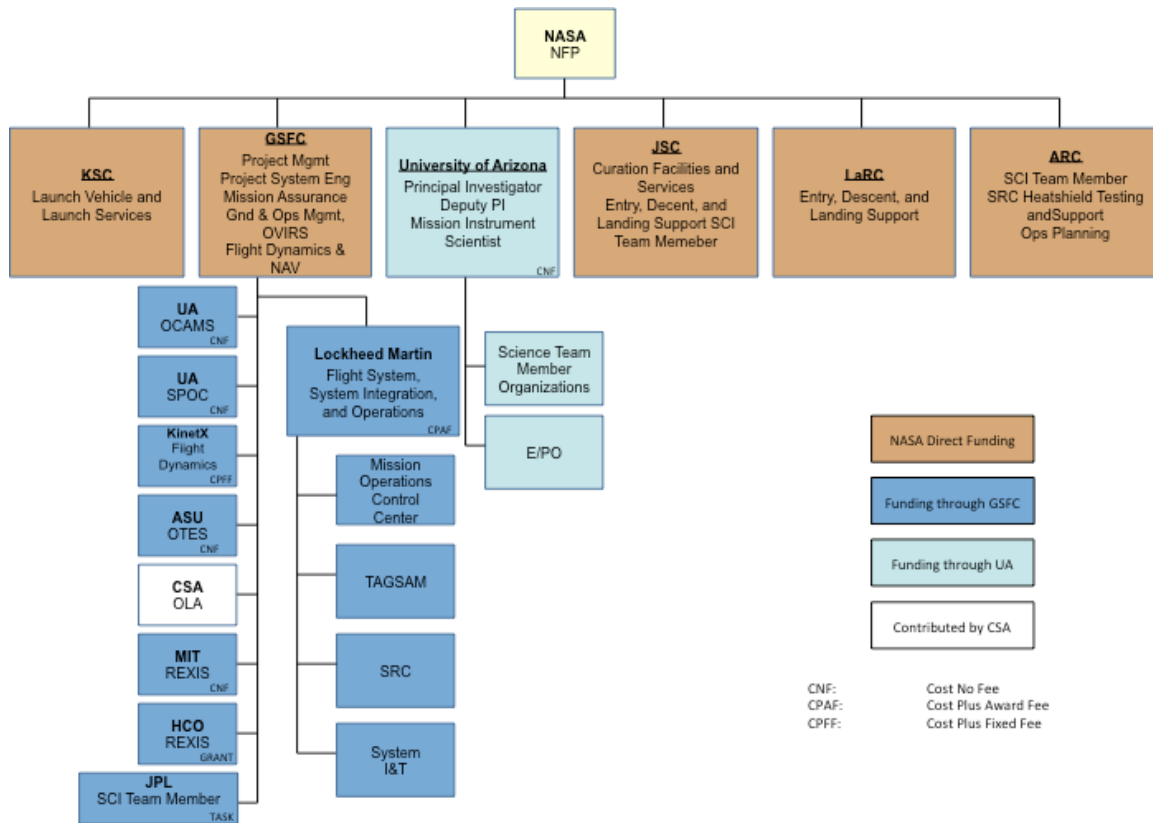 NASA
NFP
KSC
Launch Vehicle and
Launch Services
GSFC
Project Mgmt
Project System Eng
Mission Assurance
Gnd & Ops Mgmt,
OVIRS
Flight Dynamics &
NAV
University of Arizona
Principal Investigator
Deputy PI
Mission Instrument
Scientist
CNF
JSC
Curation Facilities and
Services
Entry, Decent, and
Landing Support SCI
Team Memeber
LaRC
Entry, Descent, and
Landing Support
ARC
SCI Team Member
SRC Heatshield Testing
andSupport
Ops Planning
UA
OCAMS
CNF
UA
SPOC
CNF
KinetX
Flight
Dynamics
CPFF
ASU
OTES
CNF
CSA
OLA
MIT
REXIS
CNF
HCO
REXIS
GRANT
JPL
SCI Team Member
TASK
Lockheed Martin
Flight System,
System Integration,
and Operations
CPAF
Mission
Operations
Control
Center
TAGSAM
SRC
System
I&T
Science Team
Member
Organizations
E/PO
NASA Direct Funding
Funding through GSFC
Funding through UA
Contributed by CSA
CNF: Cost No Fee
CPAF: Cost Plus Award Fee
CPFF: Cost Plus Fixed Fee